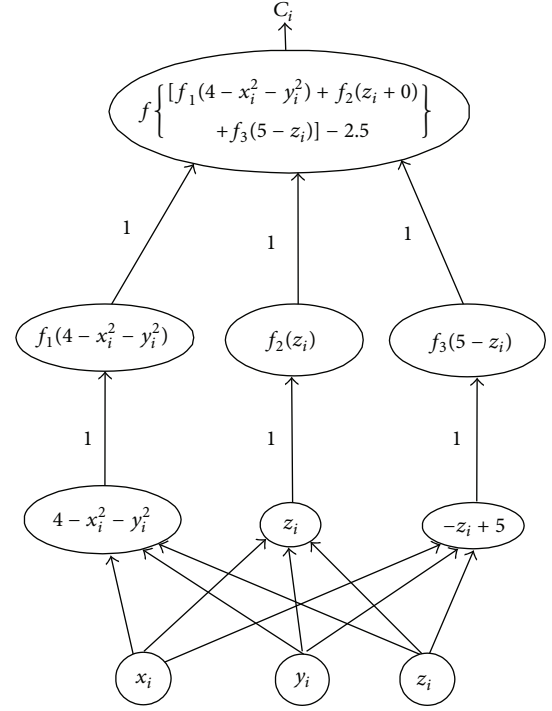 C_i
f { [f_1(4 − x_i^2 − y_i^2) + f_2(z_i + 0)
+ f_3(5 − z_i)] − 2.5 }
1 1 1
f_1(4 − x_i^2 − y_i^2) f_2(z_i) f_3(5 − z_i)
1 1 1
4 − x_i^2 − y_i^2 z_i −z_i + 5
x_i y_i z_i